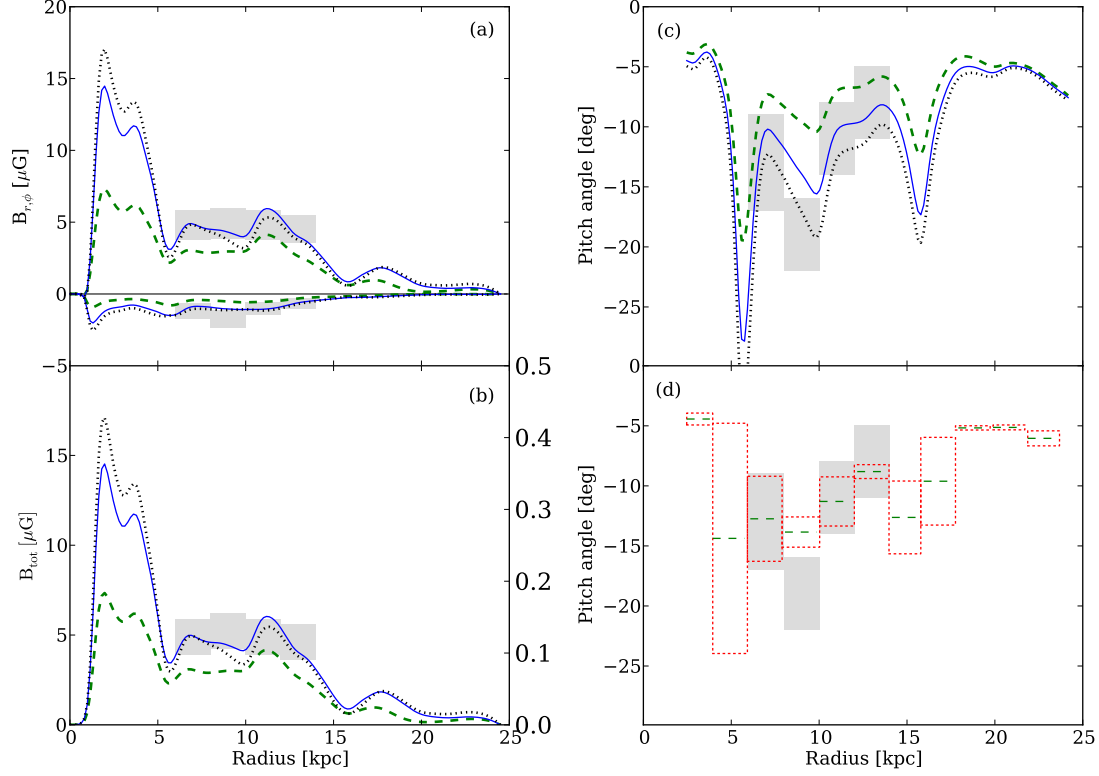 20
15
10
5
0
−5
B_{r,ϕ} [μG]
(a)
15
10
5
0
B_{tot} [μG]
(b)
0.5
0.4
0.3
0.2
0.1
0.0
0 5 10 15 20 25
Radius [kpc]
−0
−5
−10
−15
−20
−25
0
Pitch angle [deg]
(c)
−5
−10
−15
−20
−25
−30
Pitch angle [deg]
(d)
0 5 10 15 20 25
Radius [kpc]